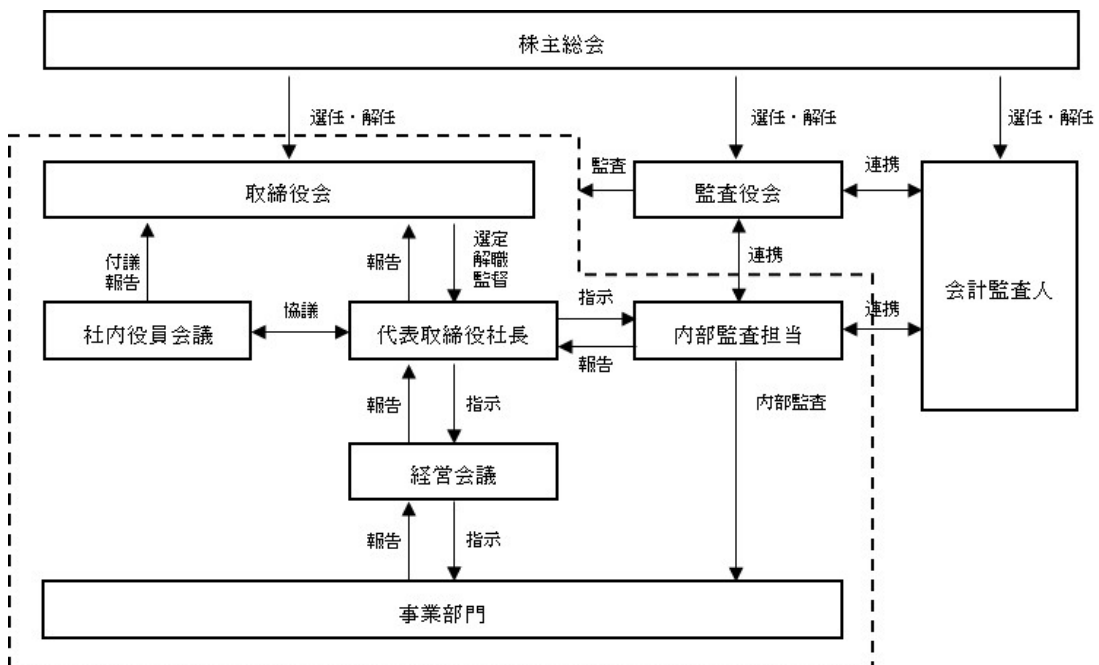 株主総会
選任・解任
選任・解任
選任・解任
取締役会
監査
監査役会
連携
会計監査人
付議
報告
報告
選定
解職
監督
連携
社内役員会議
協議
代表取締役社長
指示
報告
内部監査担当
連携
報告
指示
内部監査
経営会議
報告
指示
事業部門